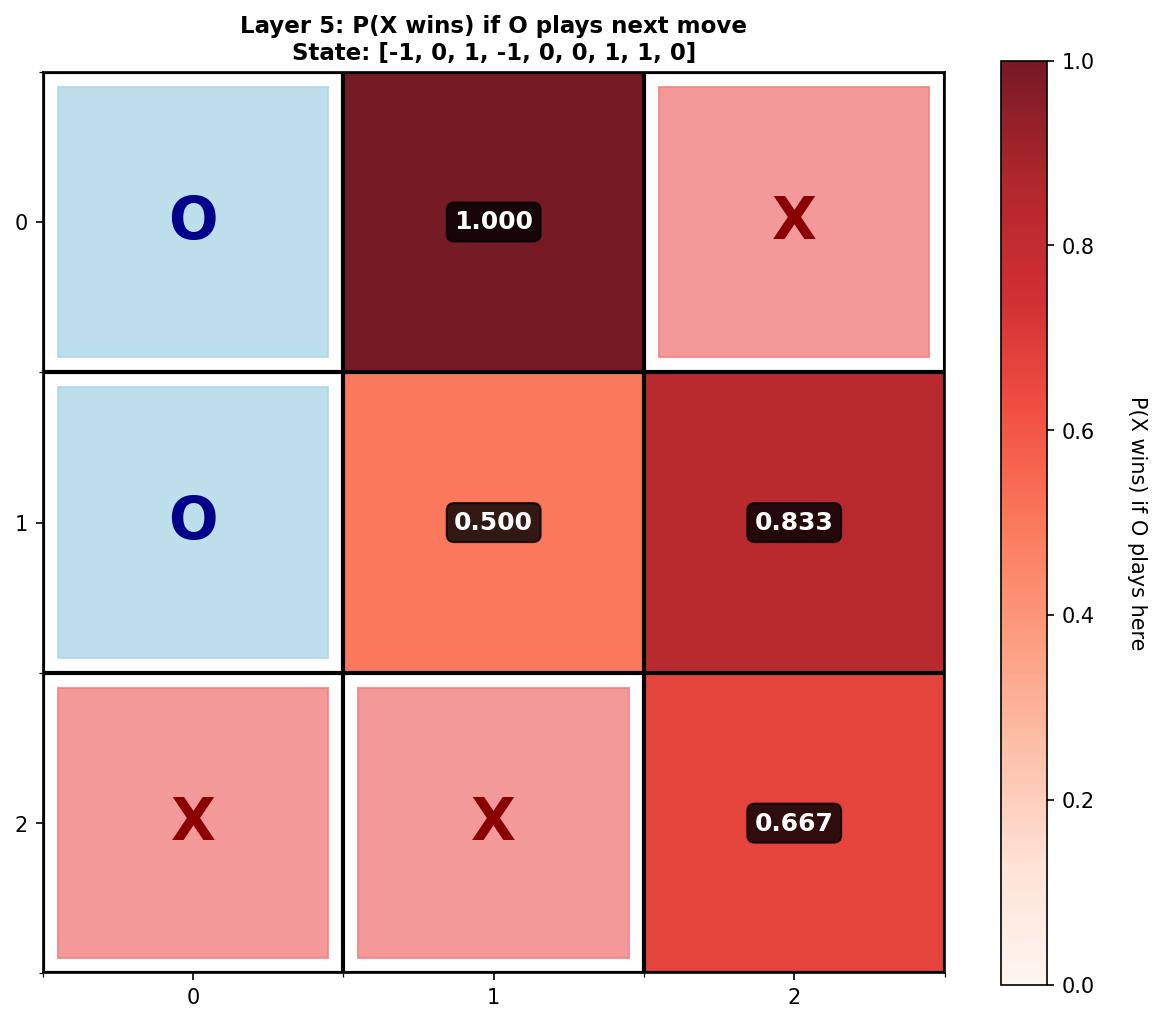 Layer 5: P(X wins) if O plays next move
State: [-1, 0, 1, -1, 0, 0, 1, 1, 0]
O
1.000
X
O
0.500
0.833
X
X
0.667
0
1
2
0
1
2
1.0
0.8
0.6
0.4
0.2
0.0
P(X wins) if O plays here